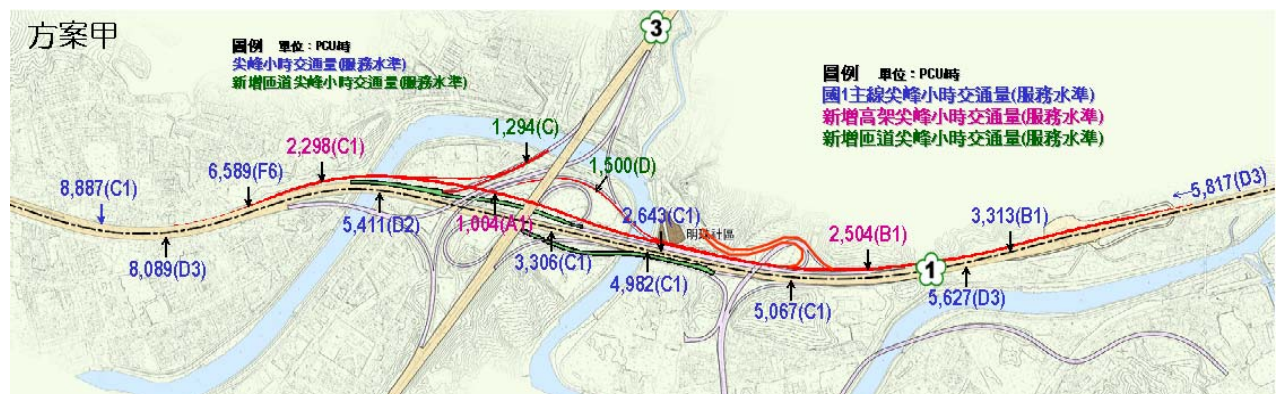 方案甲
圖例 單位：PCU/時
尖峰小時交通量(服務水準)
新增匝道尖峰小時交通量(服務水準)
3
圖例 單位：PCU/時
國1主線尖峰小時交通量(服務水準)
新增高架尖峰小時交通量(服務水準)
新增匝道尖峰小時交通量(服務水準)
1,294(C)
2,298(C1)
1,500(D)
6,589(F6)
8,887(C1)
←5,817(D3)
2,643(C1)
3,313(B1)
5,411(D2)
1,004(A1)
明
社區
2,504(B1)
3,306(C1)
8,089(D3)
4,982(C1)
1
5,067(C1)
5,627(D3)